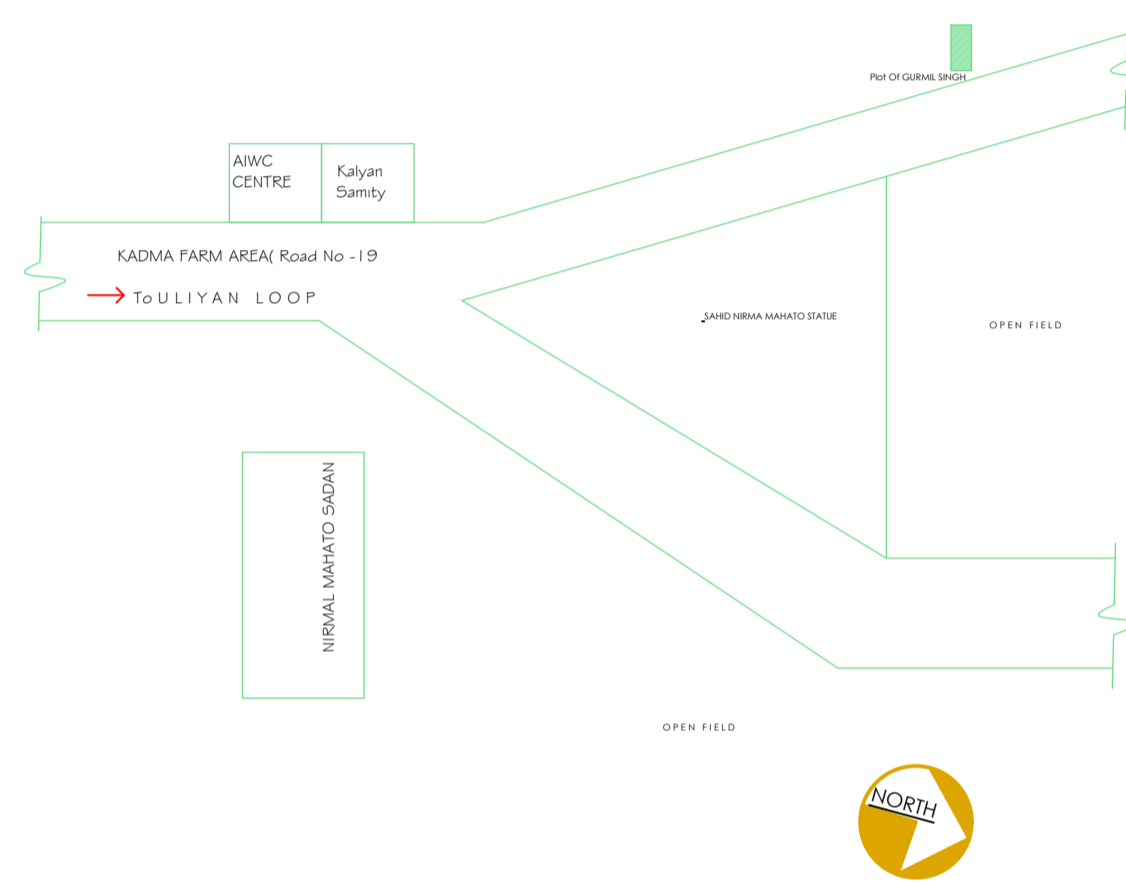 Plot Of GURMIL SINGH
AIWC
CENTRE
Kalyan
Samity
KADMA FARM AREA( Road No -19
To ULIYAN LOOP
SAHID NIRMA MAHATO STATUE
OPEN FIELD
NIRMAL MAHATO SADAN
OPEN FIELD
NORTH